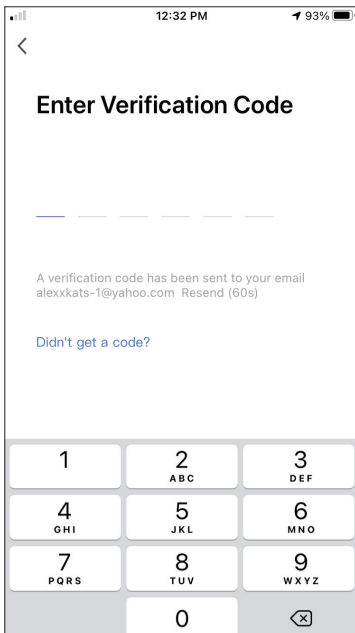 12:32 PM 93%
Enter Verification Code
A verification code has been sent to your email
alexxkats-1@yahoo.com Resend (60s)
Didn't get a code?
1 2 3
ABC DEF
4 5 6
GHI JKL MNO
7 8 9
PQRS TUV WXYZ
0